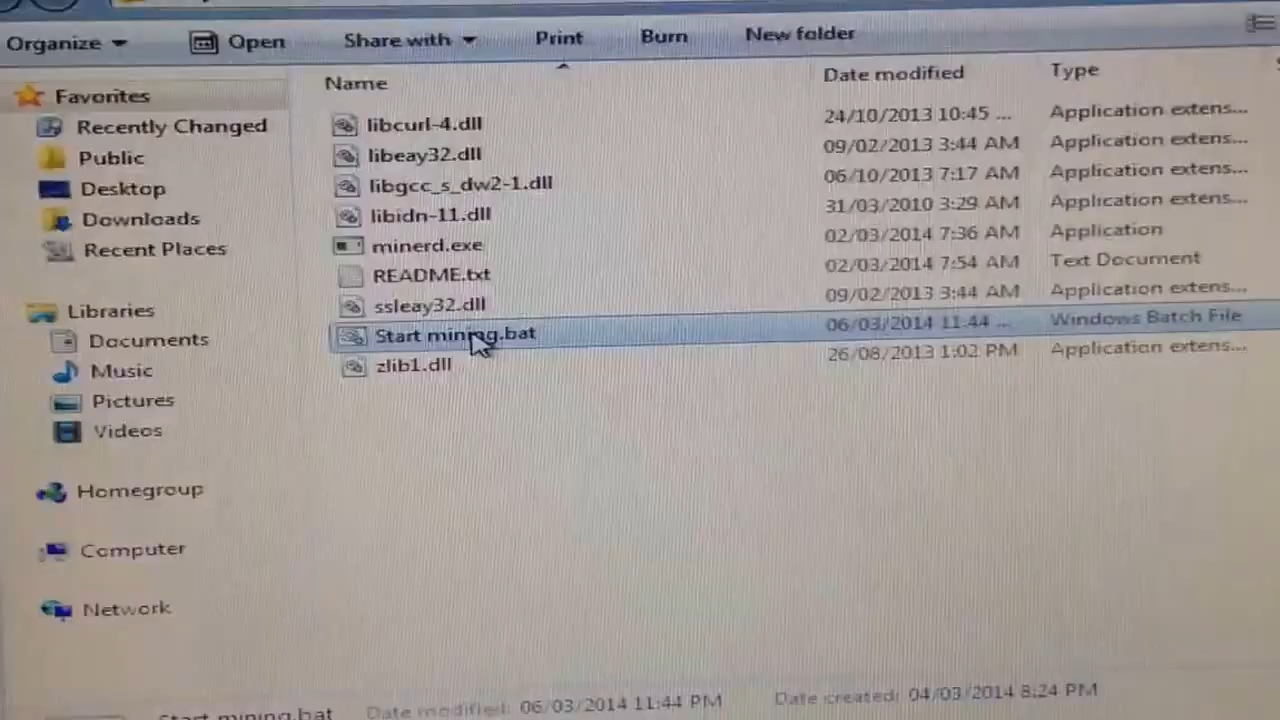 Organize Open Share with Print Burn New folder
Favorites
Recently Changed
Public
Desktop
Downloads
Recent Places
Libraries
Documents
Music
Pictures
Videos
Homegroup
Computer
Network
Name Date modified Type
libcurl-4.dll 24/10/2013 10:45 ... Application extens...
libeay32.dll 09/02/2013 3:44 AM Application extens...
libgcc_s_dw2-1.dll 06/10/2013 7:17 AM Application extens...
libidn-11.dll 31/03/2010 3:29 AM Application extens...
minerd.exe 02/03/2014 7:36 AM Application
README.txt 02/03/2014 7:54 AM Text Document
ssleay32.dll 09/02/2013 3:44 AM Application extens...
Start mining.bat 06/03/2014 11:44 ... Windows Batch File
zlib1.dll 26/08/2013 1:02 PM Application extens...
Start mining.bat Date modified: 06/03/2014 11:44 PM Date created: 04/03/2014 8:24 PM